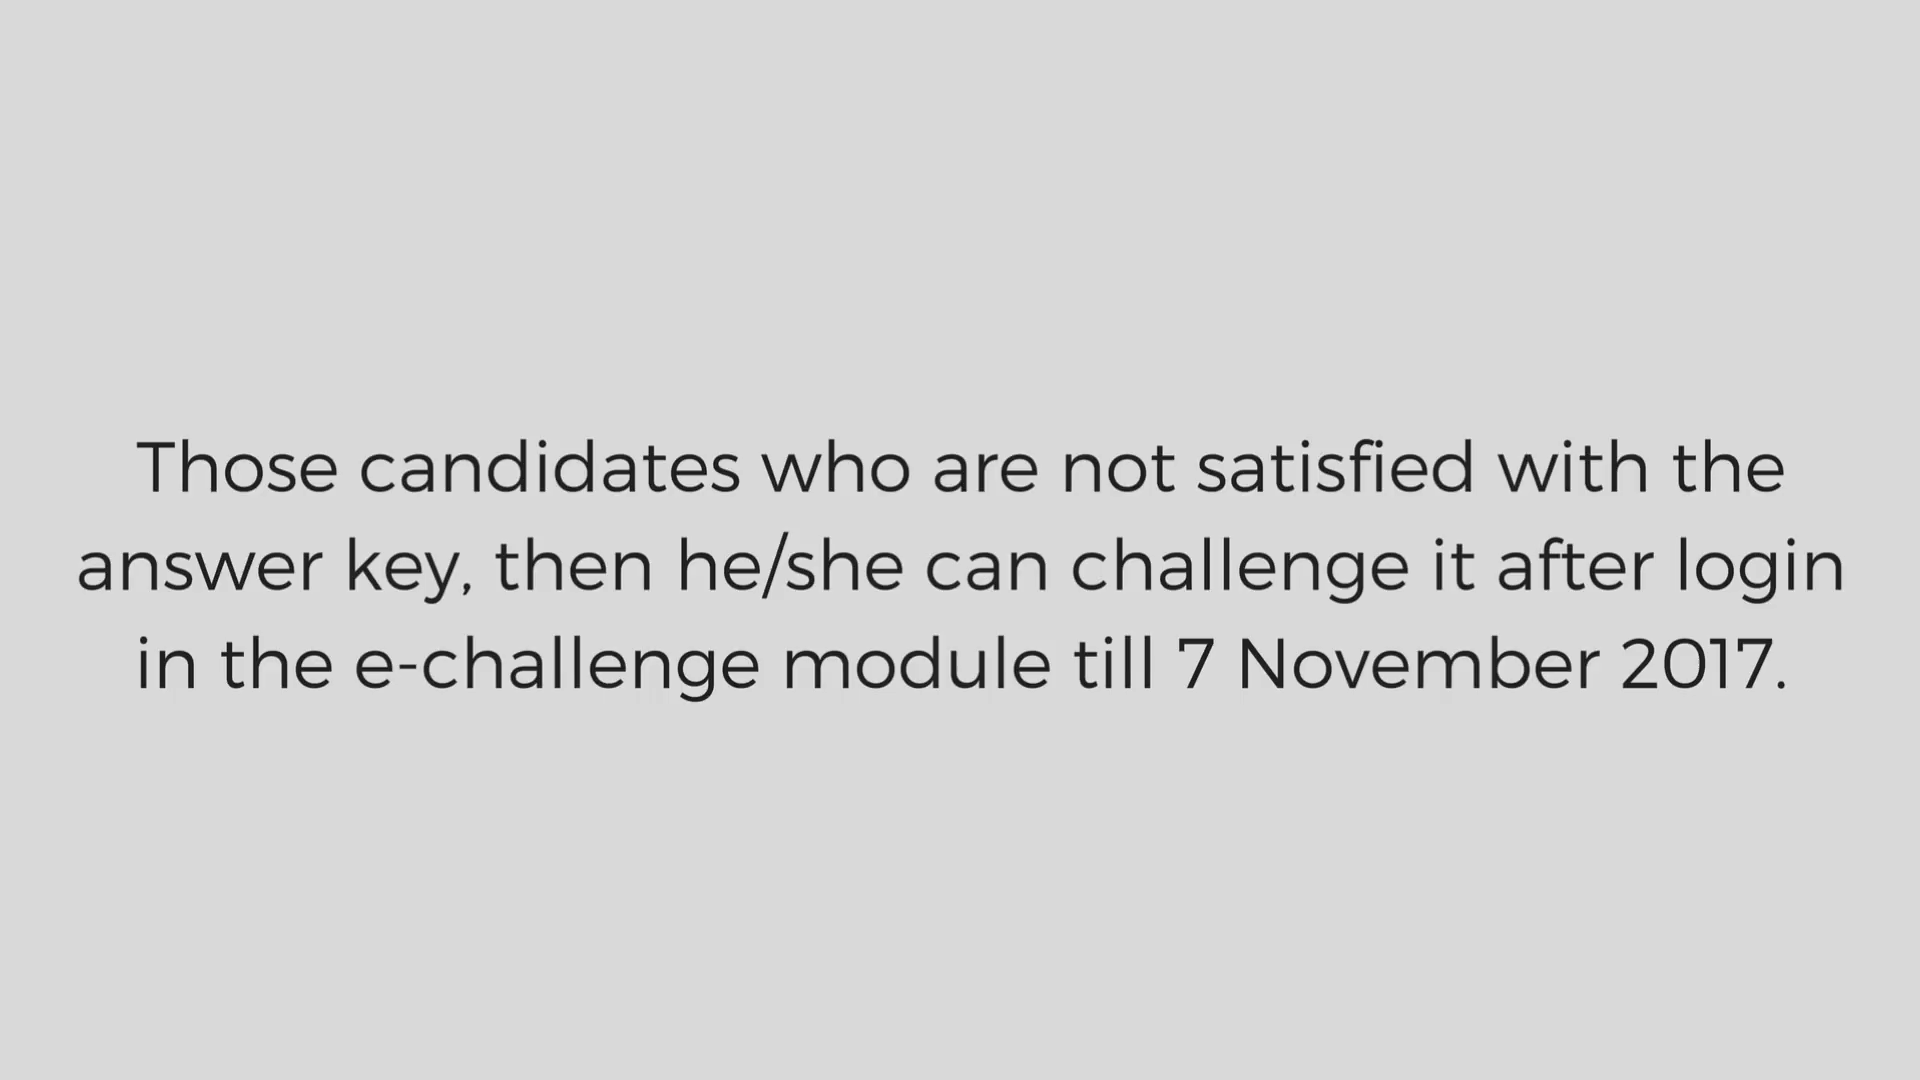 Those candidates who are not satisfied with the
answer key, then he/she can challenge it after login
in the e-challenge module till 7 November 2017.